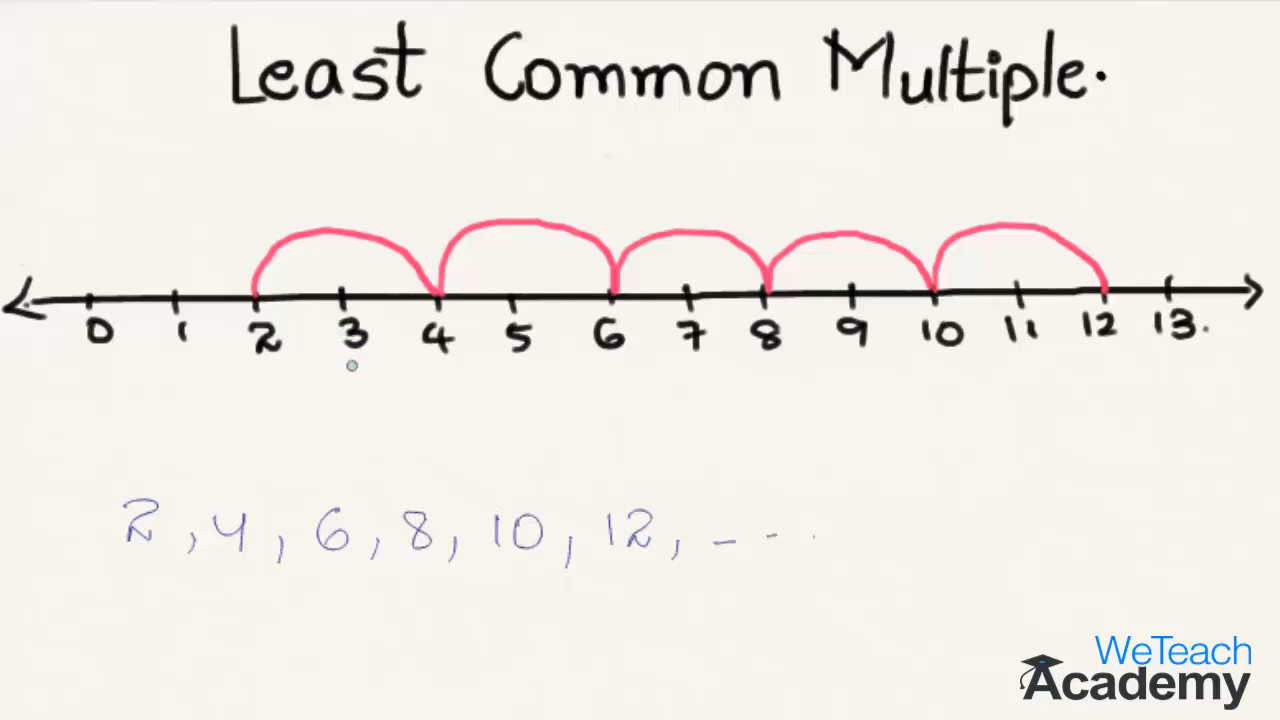 Least Common Multiple.
0 1 2 3 4 5 6 7 8 9 10 11 12 13.
2, 4, 6, 8, 10, 12, – - .
WeTeach
Academy